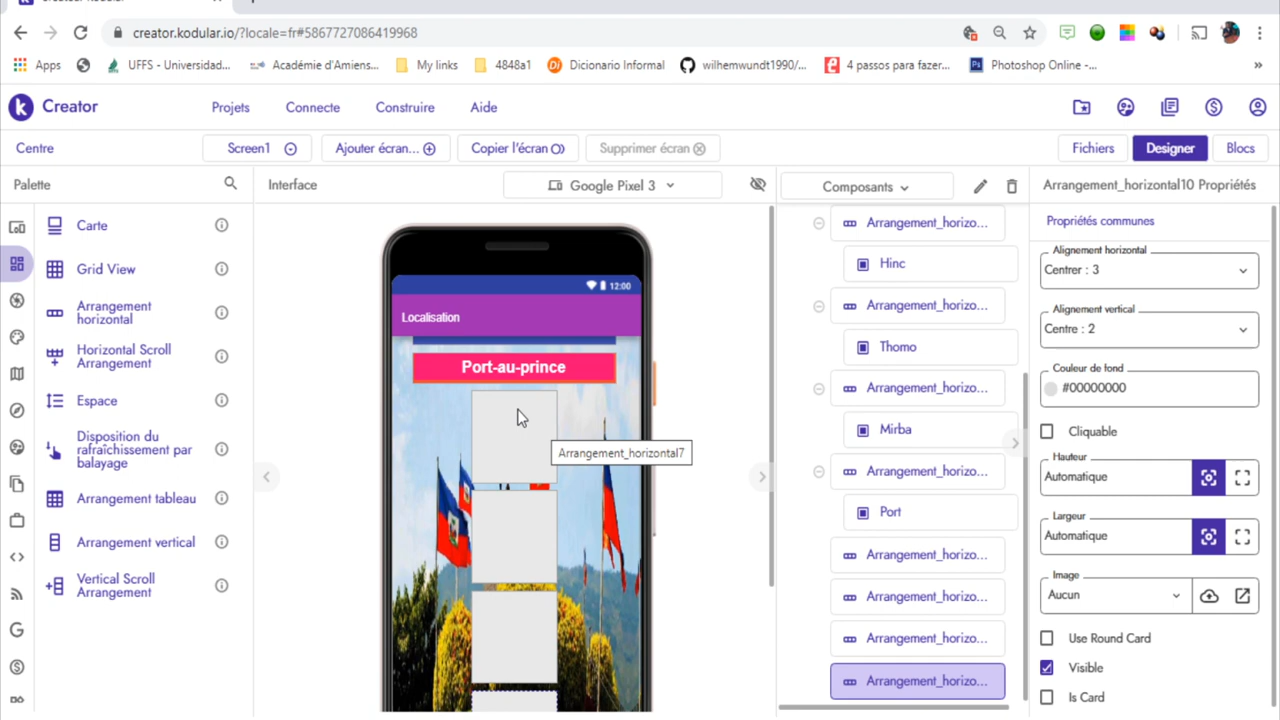 creator.kodular.io/?locale=fr#5867727086419968
Apps
UFFS - Universidad...
Académie d'Amiens...
My links
4848a1
Dicionario Informal
wilhemwundt1990/...
4 passos para fazer...
Photoshop Online -...
»
Creator
Projets
Connecte
Construire
Aide
Centre
Screen1
Ajouter écran...
Copier l'écran
Supprimer écran
Fichiers
Designer
Blocs
Palette
Interface
Google Pixel 3
Composants
Arrangement_horizontal10 Propriétés
Carte
Grid View
Arrangement
horizontal
Horizontal Scroll
Arrangement
Espace
Disposition du
rafraîchissement par
balayage
Arrangement tableau
Arrangement vertical
Vertical Scroll
Arrangement
12:00
Localisation
Port-au-prince
Arrangement_horizontal7
Arrangement_horizo...
Hinc
Arrangement_horizo...
Thomo
Arrangement_horizo...
Mirba
Arrangement_horizo...
Port
Arrangement_horizo...
Arrangement_horizo...
Arrangement_horizo...
Arrangement_horizo...
Propriétés communes
Alignement horizontal
Centrer : 3
Alignement vertical
Centre : 2
Couleur de fond
#00000000
Cliquable
Hauteur
Automatique
Largeur
Automatique
Image
Aucun
Use Round Card
Visible
Is Card